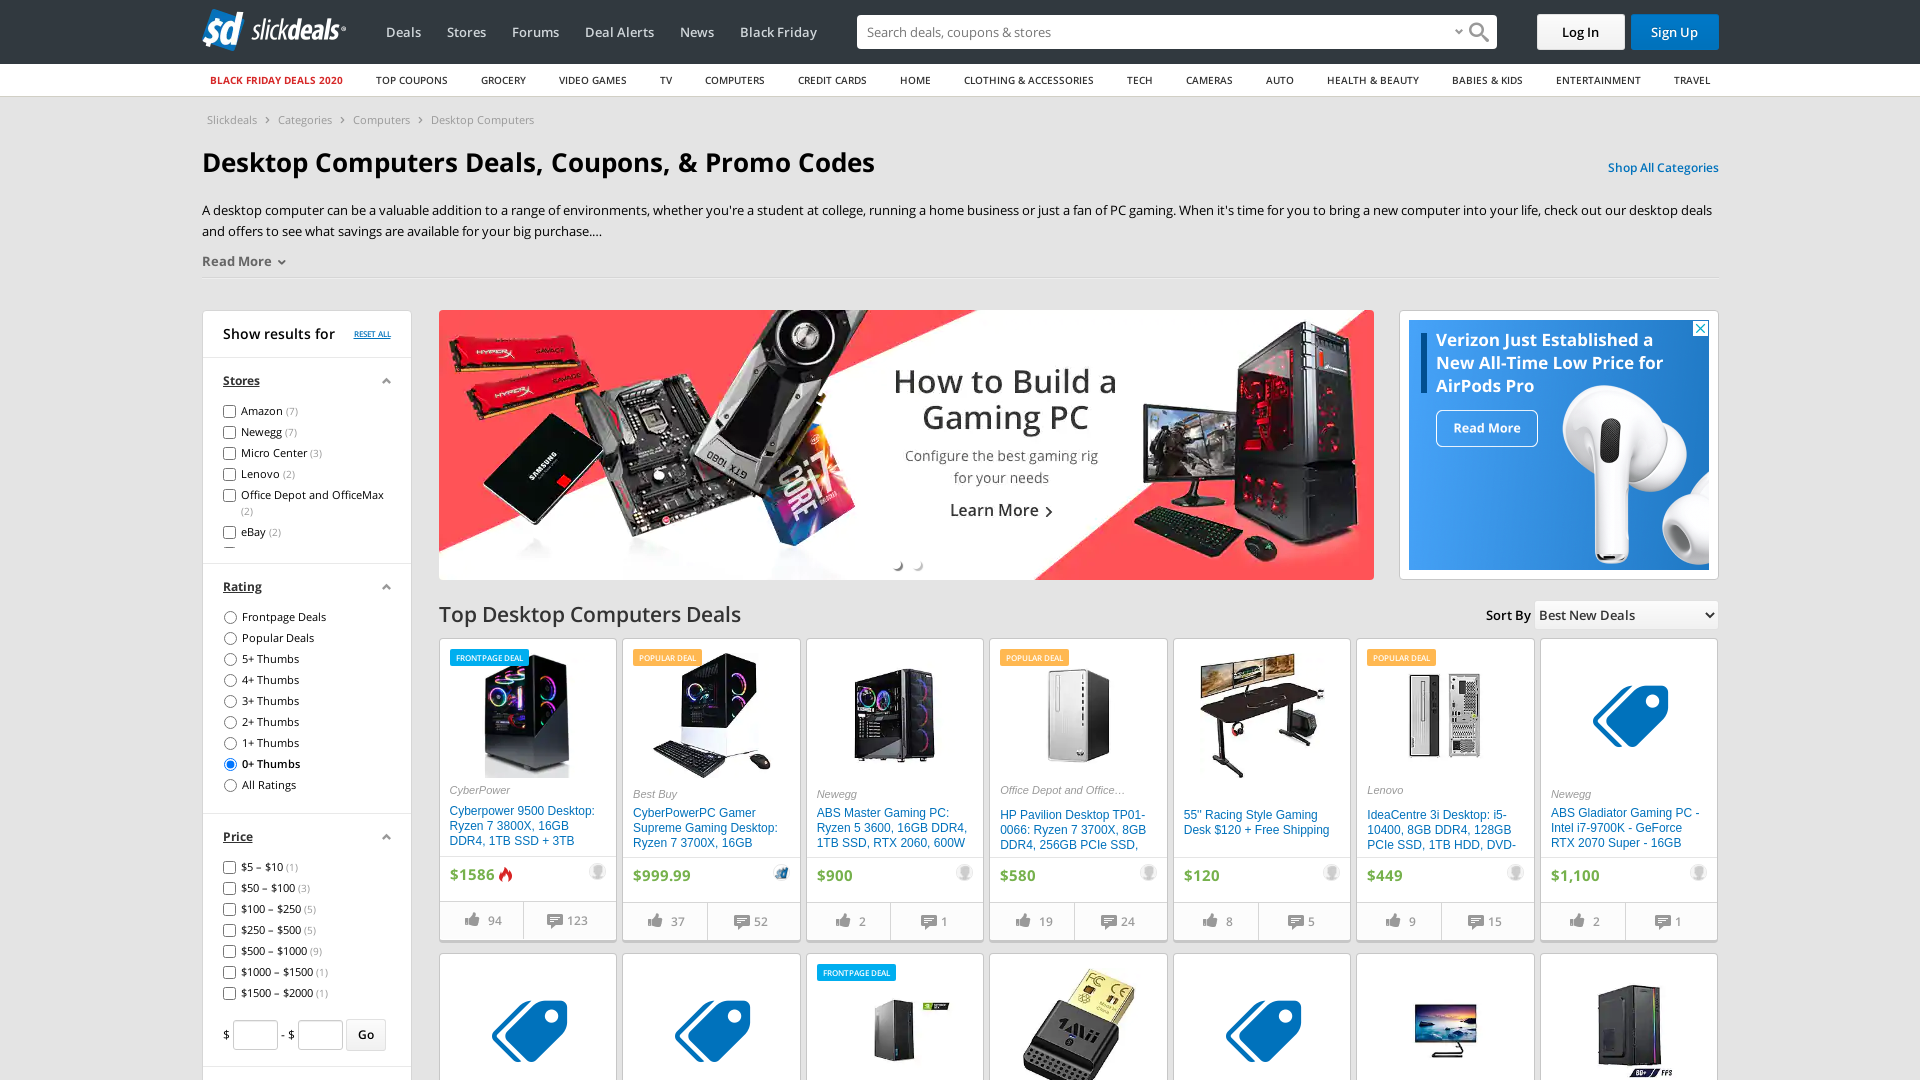 slickdeals
Deals
Stores
Forums
Deal Alerts
News
Black Friday
Search deals, coupons & stores
Log In
Sign Up
BLACK FRIDAY DEALS 2020
TOP COUPONS
GROCERY
VIDEO GAMES
TV
COMPUTERS
CREDIT CARDS
HOME
CLOTHING & ACCESSORIES
TECH
CAMERAS
AUTO
HEALTH & BEAUTY
BABIES & KIDS
ENTERTAINMENT
TRAVEL
Slickdeals > Categories > Computers > Desktop Computers
Desktop Computers Deals, Coupons, & Promo Codes
Shop All Categories
A desktop computer can be a valuable addition to a range of environments, whether you're a student at college, running a home business or just a fan of PC gaming. When it's time for you to bring a new computer into your life, check out our desktop deals
and offers to see what savings are available for your big purchase....
Read More
Show results for
RESET ALL
Stores
Amazon (7)
Newegg (7)
Micro Center (3)
Lenovo (2)
Office Depot and OfficeMax
(2)
eBay (2)
Rating
Frontpage Deals
Popular Deals
5+ Thumbs
4+ Thumbs
3+ Thumbs
2+ Thumbs
1+ Thumbs
0+ Thumbs
All Ratings
Price
$5 – $10 (1)
$50 – $100 (3)
$100 – $250 (5)
$250 – $500 (5)
$500 – $1000 (9)
$1000 – $1500 (1)
$1500 – $2000 (1)
$ - $ Go
HYPERX
SAVAGE
HYPERX
SAMSUNG
GTX 1080
CORE i7
How to Build a
Gaming PC
Configure the best gaming rig
for your needs
Learn More
Verizon Just Established a
New All-Time Low Price for
AirPods Pro
Read More
Top Desktop Computers Deals
Sort By Best New Deals
FRONTPAGE DEAL
CyberPower
Cyberpower 9500 Desktop:
Ryzen 7 3800X, 16GB
DDR4, 1TB SSD + 3TB
$1586
94
123
POPULAR DEAL
Best Buy
CyberPowerPC Gamer
Supreme Gaming Desktop:
Ryzen 7 3700X, 16GB
$999.99
37
52
Newegg
ABS Master Gaming PC:
Ryzen 5 3600, 16GB DDR4,
1TB SSD, RTX 2060, 600W
$900
2
1
POPULAR DEAL
Office Depot and Office…
HP Pavilion Desktop TP01-
0066: Ryzen 7 3700X, 8GB
DDR4, 256GB PCIe SSD,
$580
19
24
55" Racing Style Gaming
Desk $120 + Free Shipping
$120
8
5
POPULAR DEAL
Lenovo
IdeaCentre 3i Desktop: i5-
10400, 8GB DDR4, 128GB
PCIe SSD, 1TB HDD, DVD-
$449
9
15
Newegg
ABS Gladiator Gaming PC -
Intel i7-9700K - GeForce
RTX 2070 Super - 16GB
$1,100
2
1
FRONTPAGE DEAL
FC CE
1Mii
80+ FPS